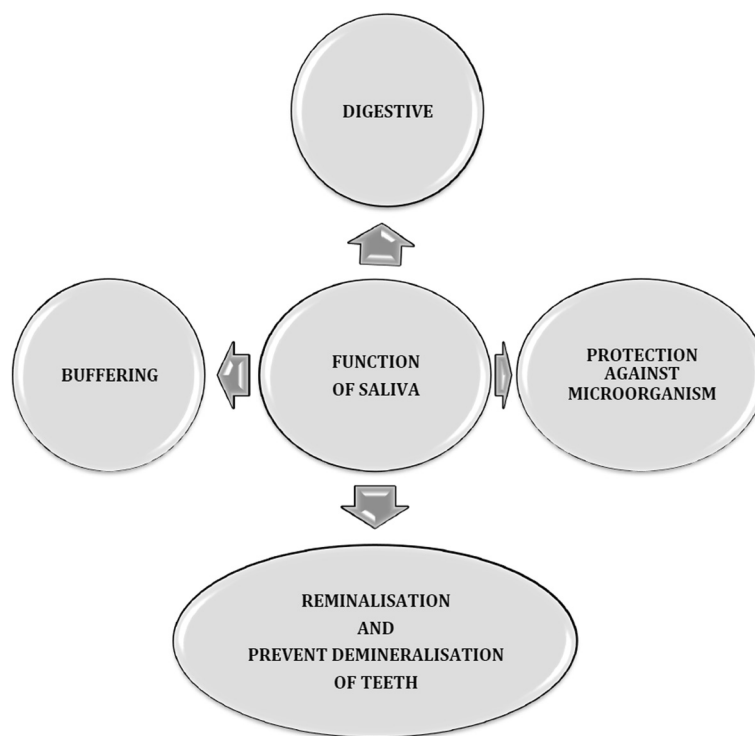 DIGESTIVE
BUFFERING
FUNCTION
OF SALIVA
PROTECTION
AGAINST
MICROORGANISM
REMINALISATION
AND
PREVENT DEMINERALISATION
OF TEETH